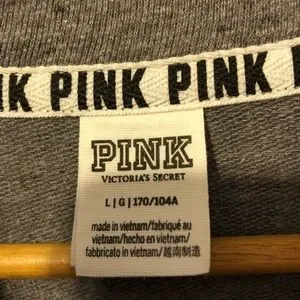 IK PINK PINK
PINK
VICTORIA'S SECRET
L | G | 170/104A
made in vietnam/fabriqué au
vietnam/hecho en vietnam/
fabbricato in vietnam/越南制造